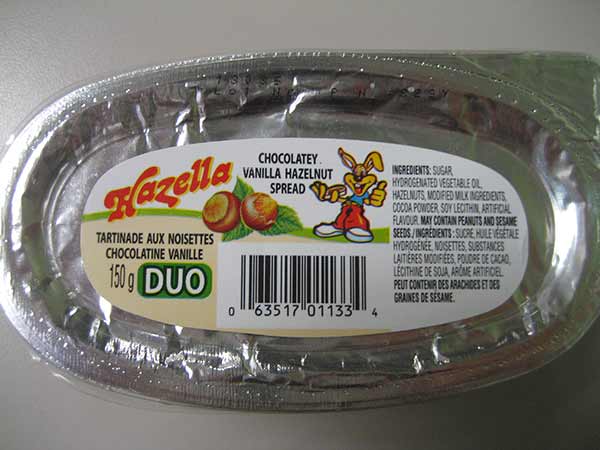 Hazella
CHOCOLATEY
VANILLA HAZELNUT
SPREAD
TARTINADE AUX NOISETTES
CHOCOLATINE VANILLE
150 g DUO
0 63517 01133 4
INGREDIENTS: SUGAR,
HYDROGENATED VEGETABLE OIL,
HAZELNUTS, MODIFIED MILK INGREDIENTS,
COCOA POWDER, SOY LECITHIN, ARTIFICIAL
FLAVOUR. MAY CONTAIN PEANUTS AND SESAME
SEEDS / INGRÉDIENTS: SUCRE, HUILE VÉGÉTALE
HYDROGÉNÉE, NOISETTES, SUBSTANCES
LAITIÈRES MODIFIÉES, POUDRE DE CACAO,
LÉCITHINE DE SOJA, ARÔME ARTIFICIEL.
PEUT CONTENIR DES ARACHIDES ET DES
GRAINES DE SÉSAME.